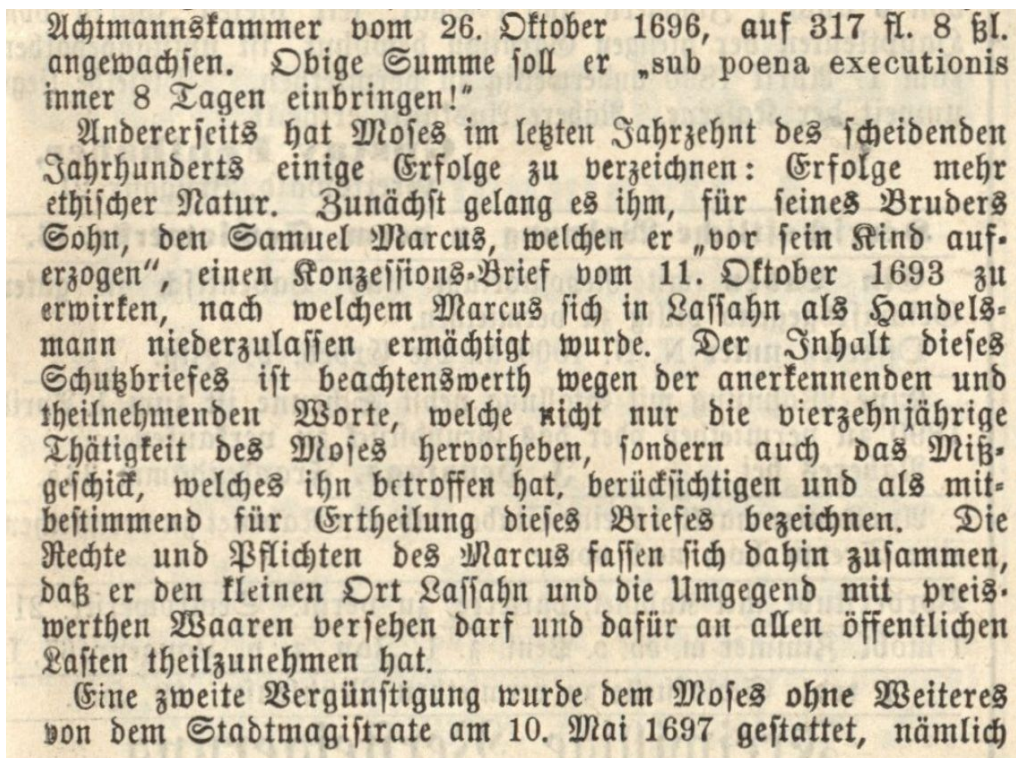 Achtmannskammer vom 26. Oktober 1696, auf 317 fl. 8 ßl.
angewachsen. Obige Summe soll er „sub poena executionis
inner 8 Tagen einbringen!"
Andererseits hat Moses im letzten Jahrzehnt des scheidenden
Jahrhunderts einige Erfolge zu verzeichnen: Erfolge mehr
ethischer Natur. Zunächst gelang es ihm, für seines Bruders
Sohn, den Samuel Marcus, welchen er „vor sein Kind auf-
erzogen“, einen Konzessions-Brief vom 11. Oktober 1693 zu
erwirken, nach welchem Marcus sich in Lassahn als Handels-
mann niederzulassen ermächtigt wurde. Der Inhalt dieses
Schutzbriefes ist beachtenswerth wegen der anerkennenden und
theilnehmenden Worte, welche nicht nur die vierzehnjährige
Thätigkeit des Moses hervorheben, sondern auch das Miß-
geschick, welches ihn betroffen hat, berücksichtigen und als mit-
bestimmend für Ertheilung dieses Briefes bezeichnen. Die
Rechte und Pflichten des Marcus fassen sich dahin zusammen,
daß er den kleinen Ort Lassahn und die Umgegend mit preis-
werthen Waaren versehen darf und dafür an allen öffentlichen
Lasten theilzunehmen hat.
Eine zweite Vergünstigung wurde dem Moses ohne Weiteres
von dem Stadtmagistrate am 10. Mai 1697 gestattet, nämlich